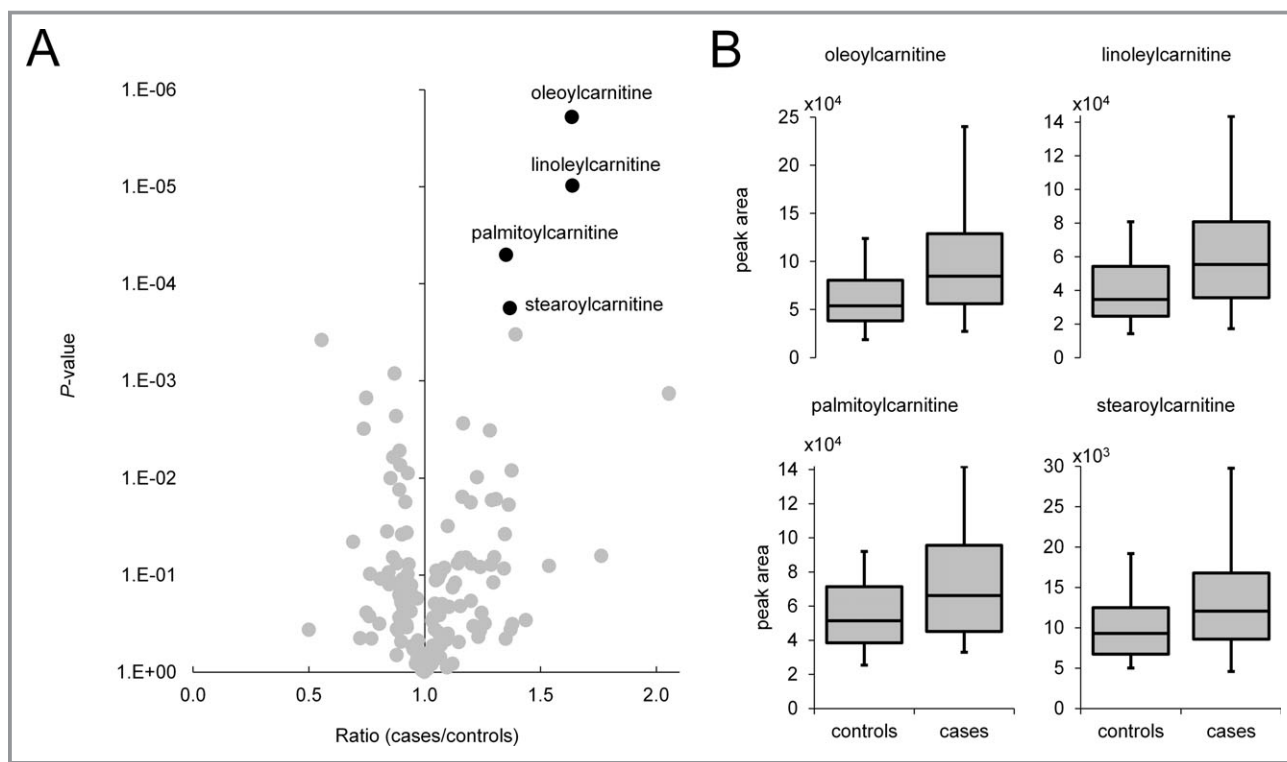 A
1.E-06
1.E-05
1.E-04
1.E-03
1.E-02
1.E-01
1.E+00
P-value
oleoylcarnitine
linoleylcarnitine
palmitoylcarnitine
stearoylcarnitine
0.0 0.5 1.0 1.5 2.0
Ratio (cases/controls)
B
oleoylcarnitine
x10⁴
25
20
15
10
5
0
peak area
linoleylcarnitine
x10⁴
14
12
10
8
6
4
2
0
palmitoylcarnitine
x10⁴
14
12
10
8
6
4
2
0
peak area
controls cases
stearoylcarnitine
x10³
30
25
20
15
10
5
0
controls cases